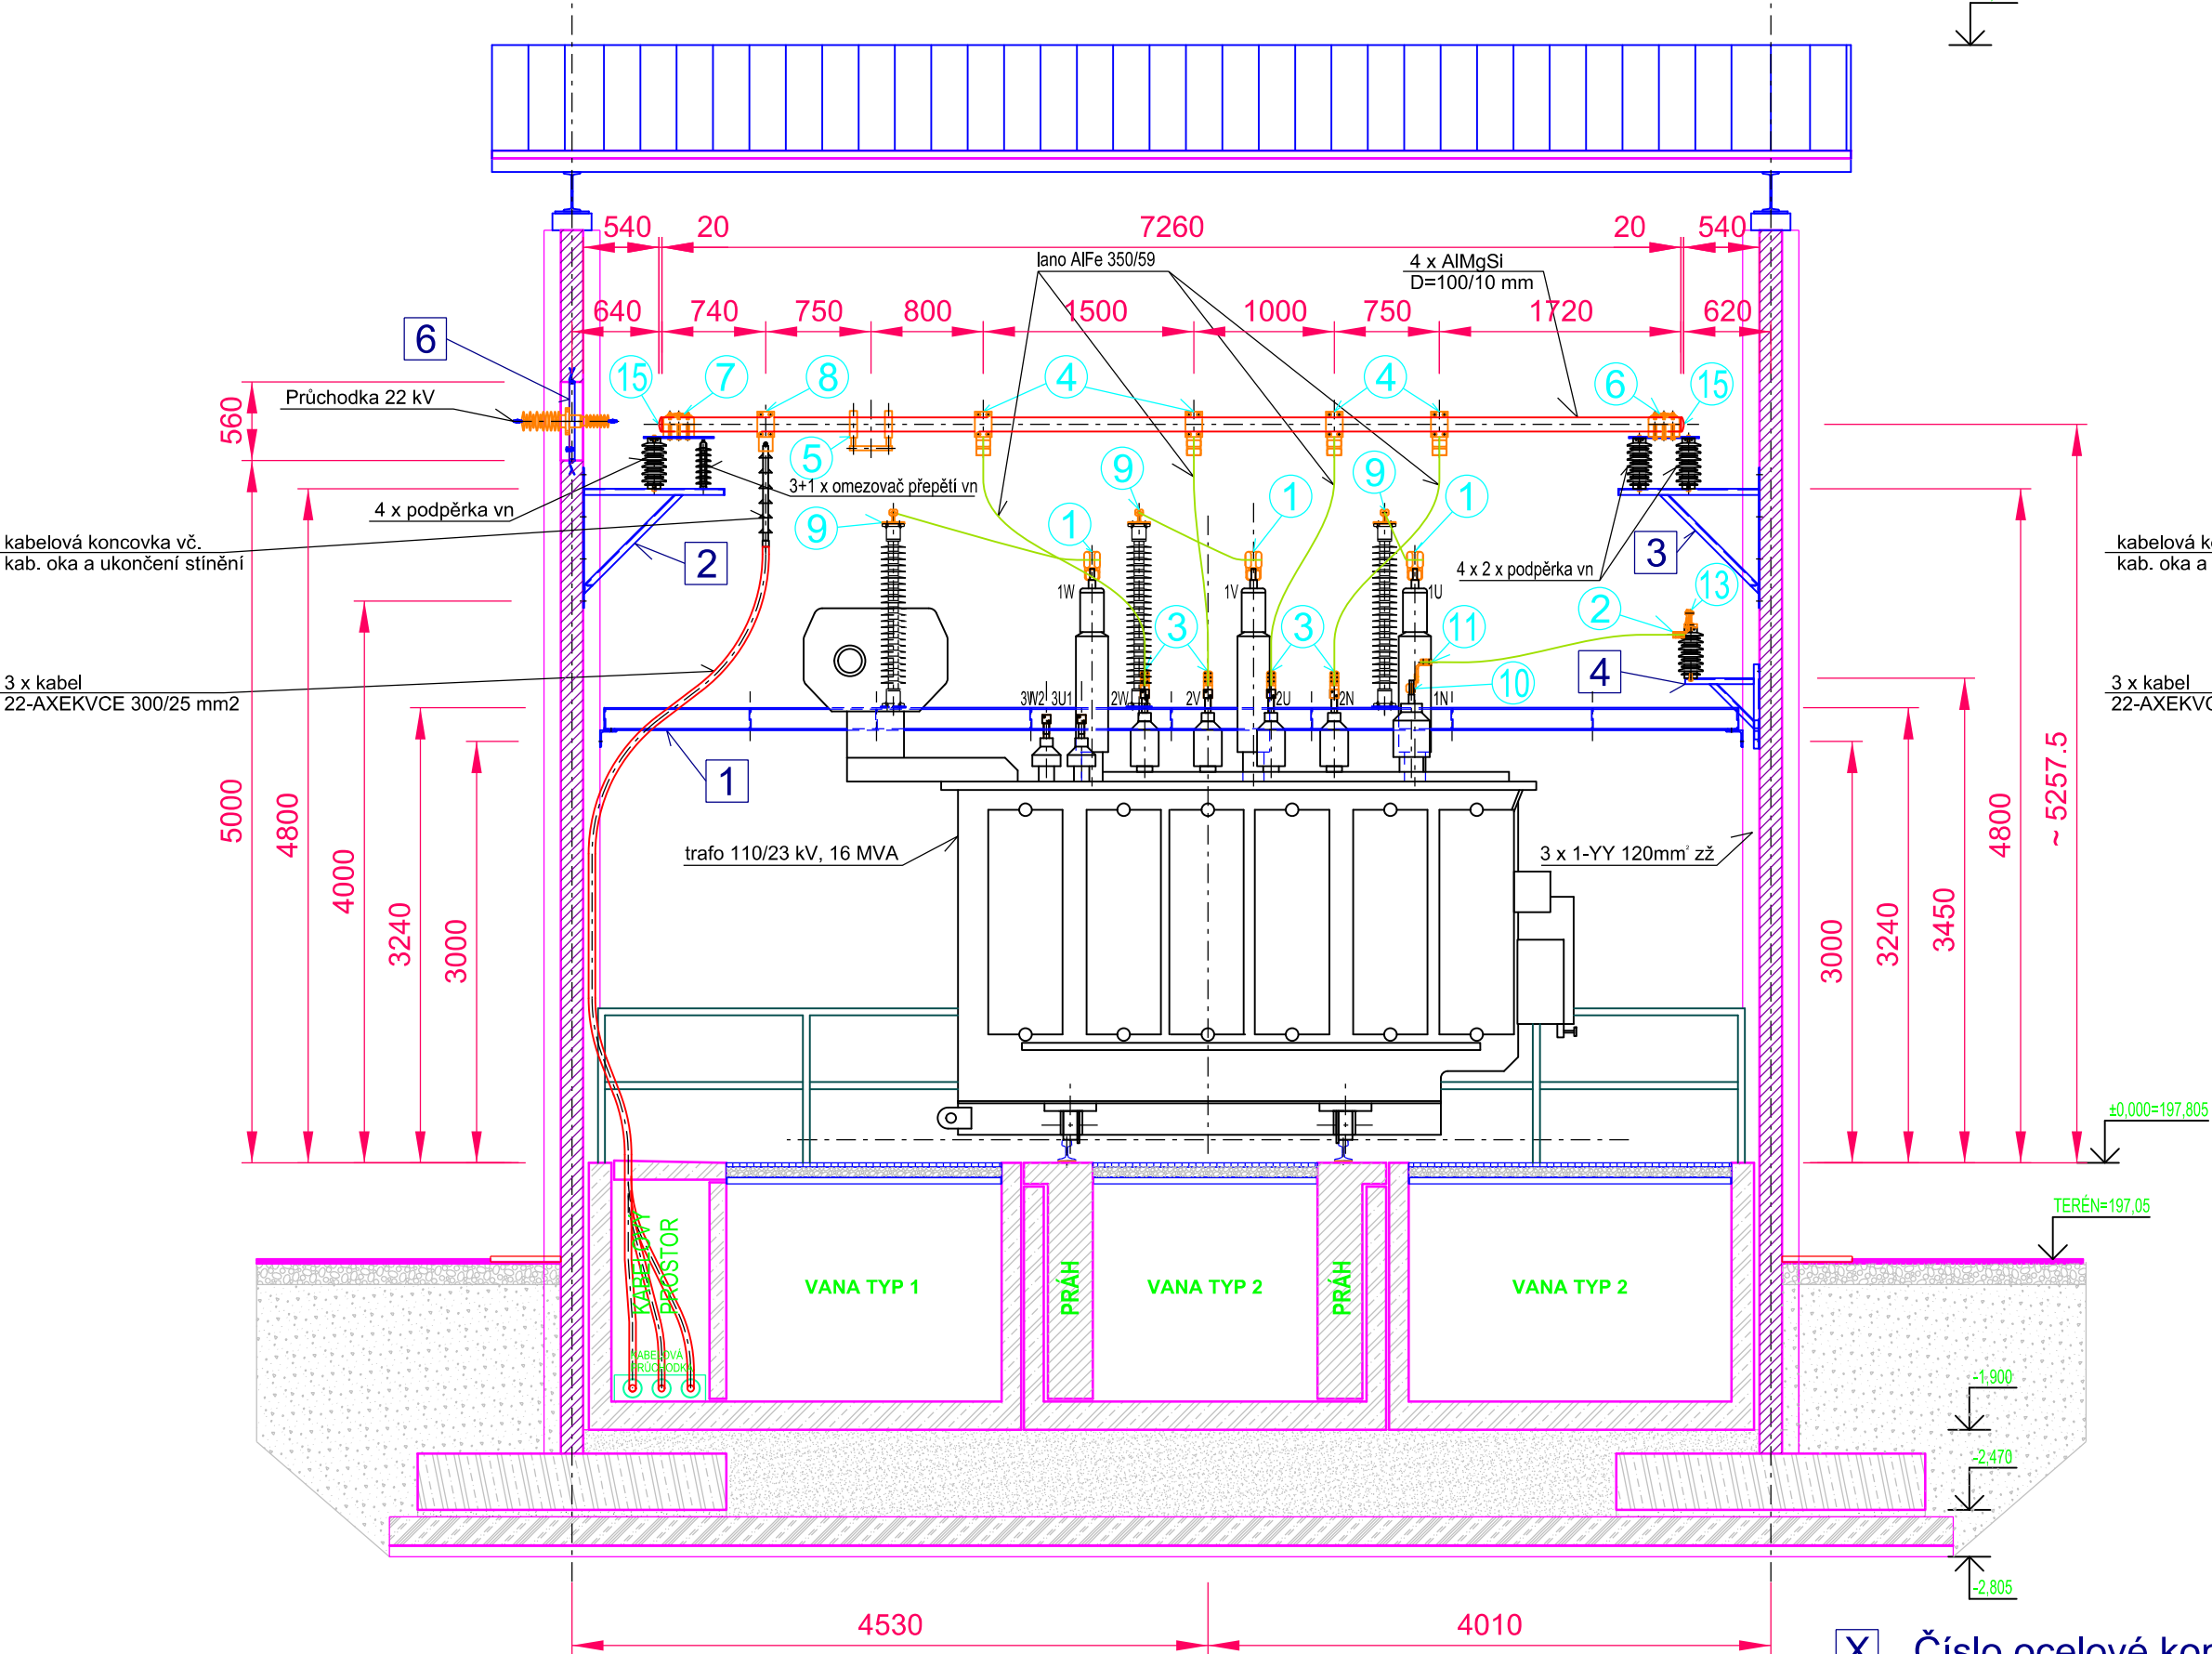 540 20 7260 20 540
lano AlFe 350/59
4 x AlMgSi
D=100/10 mm
640 740 750 800 1500 1000 750 1720 620
6
15 7 8 4 4 6 15
Průchodka 22 kV
560
5
9 9
3+1 x omezovač přepětí vn
4 x podpěrka vn
9 1 1 1
kabelová koncovka vč.
kab. oka a ukončení stínění
2
3
4 x 2 x podpěrka vn
kab. oka a
13
2
1W 1V 1U
3 3 11
4
10
3 x kabel
22-AXEKVCE 300/25 mm2
3 x kabel
3W2 3U1 2W 2V 2U 2N 1N
1
5000 4800 4000 3240 3000
3000 3240 3450 4800 ~ 5257.5
trafo 110/23 kV, 16 MVA
3 x 1-YY 120mm² zž
±0,000=197,805
TERÉN=197,05
KABELOVÝ
PROSTOR
VANA TYP 1
PRÁH
VANA TYP 2
PRÁH
VANA TYP 2
KABELOVÁ
PRŮCHODKA
-1,900
-2,470
-2,805
4530 4010
X Číslo ocelové